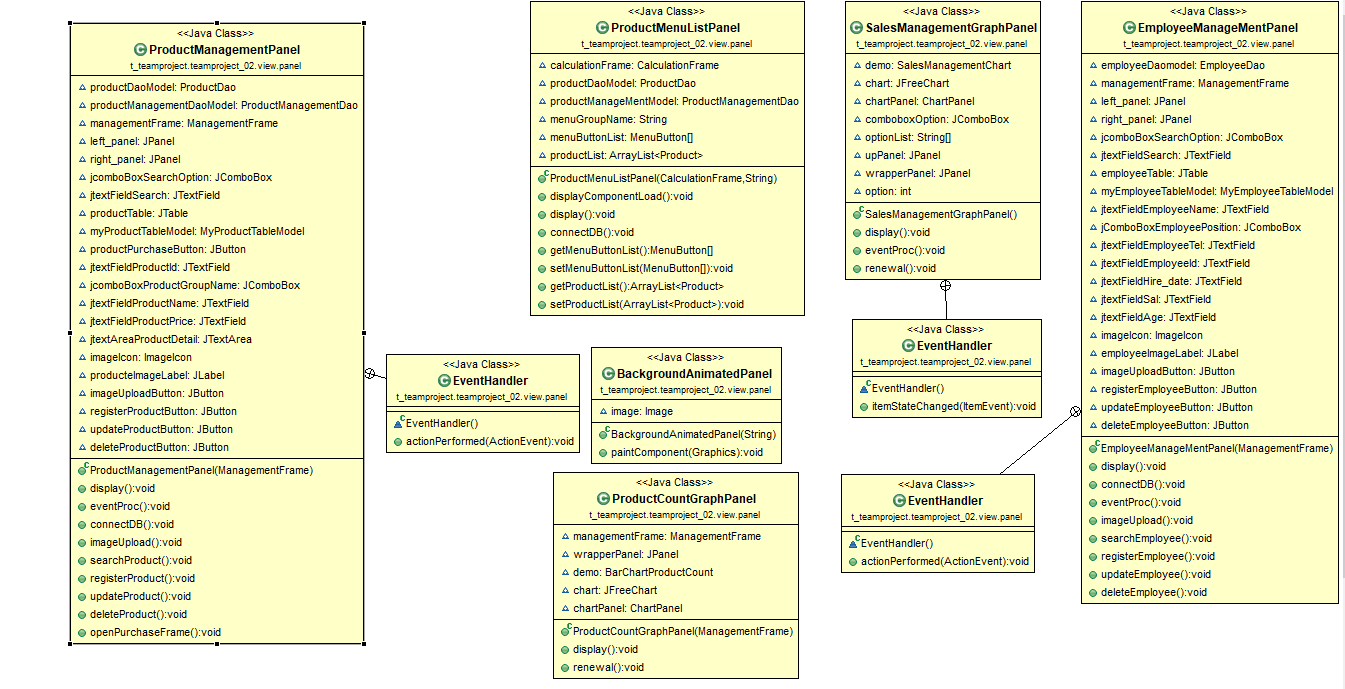 <<Java Class>>
ProductManagementPanel
t_teamproject.teamproject_02.view.panel
productDaoModel: ProductDao
productManagementDaoModel: ProductManagementDao
managementFrame: ManagementFrame
left_panel: JPanel
right_panel: JPanel
jcomboBoxSearchOption: JComboBox
jtextFieldSearch: JTextField
productTable: JTable
myProductTableModel: MyProductTableModel
productPurchaseButton: JButton
jtextFieldProductId: JTextField
jcomboBoxProductGroupName: JComboBox
jtextFieldProductName: JTextField
jtextFieldProductPrice: JTextField
jtextAreaProductDetail: JTextArea
imageIcon: ImageIcon
producteImageLabel: JLabel
imageUploadButton: JButton
registerProductButton: JButton
updateProductButton: JButton
deleteProductButton: JButton
ProductManagementPanel(ManagementFrame)
display():void
eventProc():void
connectDB():void
imageUpload():void
searchProduct():void
registerProduct():void
updateProduct():void
deleteProduct():void
openPurchaseFrame():void
<<Java Class>>
EventHandler
t_teamproject.teamproject_02.view.panel
EventHandler()
actionPerformed(ActionEvent):void
<<Java Class>>
ProductMenuListPanel
t_teamproject.teamproject_02.view.panel
calculationFrame: CalculationFrame
productDaoModel: ProductDao
productManageMentModel: ProductManagementDao
menuGroupName: String
menuButtonList: MenuButton[]
productList: ArrayList<Product>
ProductMenuListPanel(CalculationFrame,String)
displayComponentLoad():void
display():void
connectDB():void
getMenuButtonList():MenuButton[]
setMenuButtonList(MenuButton[]):void
getProductList():ArrayList<Product>
setProductList(ArrayList<Product>):void
<<Java Class>>
BackgroundAnimatedPanel
t_teamproject.teamproject_02.view.panel
image: Image
BackgroundAnimatedPanel(String)
paintComponent(Graphics):void
<<Java Class>>
ProductCountGraphPanel
t_teamproject.teamproject_02.view.panel
managementFrame: ManagementFrame
wrapperPanel: JPanel
demo: BarChartProductCount
chart: JFreeChart
chartPanel: ChartPanel
ProductCountGraphPanel(ManagementFrame)
display():void
renewal():void
<<Java Class>>
SalesManagementGraphPanel
t_teamproject.teamproject_02.view.panel
demo: SalesManagementChart
chart: JFreeChart
chartPanel: ChartPanel
comboboxOption: JComboBox
optionList: String[]
upPanel: JPanel
wrapperPanel: JPanel
option: int
SalesManagementGraphPanel()
display():void
eventProc():void
renewal():void
<<Java Class>>
EventHandler
t_teamproject.teamproject_02.view.panel
EventHandler()
itemStateChanged(ItemEvent):void
<<Java Class>>
EventHandler
t_teamproject.teamproject_02.view.panel
EventHandler()
actionPerformed(ActionEvent):void
<<Java Class>>
EmployeeManageMentPanel
t_teamproject.teamproject_02.view.panel
employeeDaomodel: EmployeeDao
managementFrame: ManagementFrame
left_panel: JPanel
right_panel: JPanel
jcomboBoxSearchOption: JComboBox
jtextFieldSearch: JTextField
employeeTable: JTable
myEmployeeTableModel: MyEmployeeTableModel
jtextFieldEmployeeName: JTextField
jComboBoxEmployeePosition: JComboBox
jtextFieldEmployeeTel: JTextField
jtextFieldEmployeeId: JTextField
jtextFieldHire_date: JTextField
jtextFieldSal: JTextField
jtextFieldAge: JTextField
imageIcon: ImageIcon
employeeImageLabel: JLabel
imageUploadButton: JButton
registerEmployeeButton: JButton
updateEmployeeButton: JButton
deleteEmployeeButton: JButton
EmployeeManageMentPanel(ManagementFrame)
display():void
connectDB():void
eventProc():void
imageUpload():void
searchEmployee():void
registerEmployee():void
updateEmployee():void
deleteEmployee():void